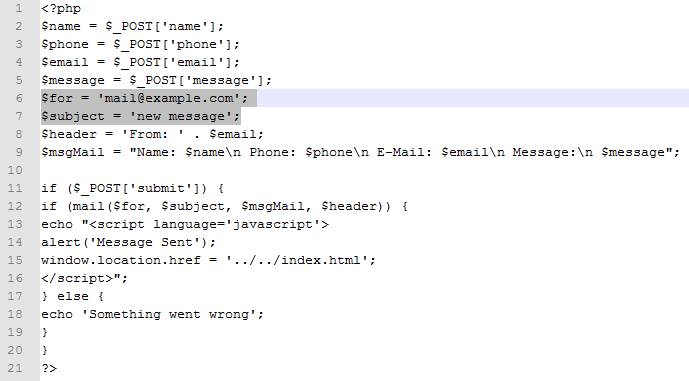 1 <?php
2 $name = $_POST['name'];
3 $phone = $_POST['phone'];
4 $email = $_POST['email'];
5 $message = $_POST['message'];
6 $for = 'mail@example.com';
7 $subject = 'new message';
8 $header = 'From: ' . $email;
9 $msgMail = "Name: $name\n Phone: $phone\n E-Mail: $email\n Message:\n $message";
10
11 if ($_POST['submit']) {
12 if (mail($for, $subject, $msgMail, $header)) {
13 echo "<script language='javascript'>
14 alert('Message Sent');
15 window.location.href = '../../index.html';
16 </script>";
17 } else {
18 echo 'Something went wrong';
19 }
20 }
21 ?>